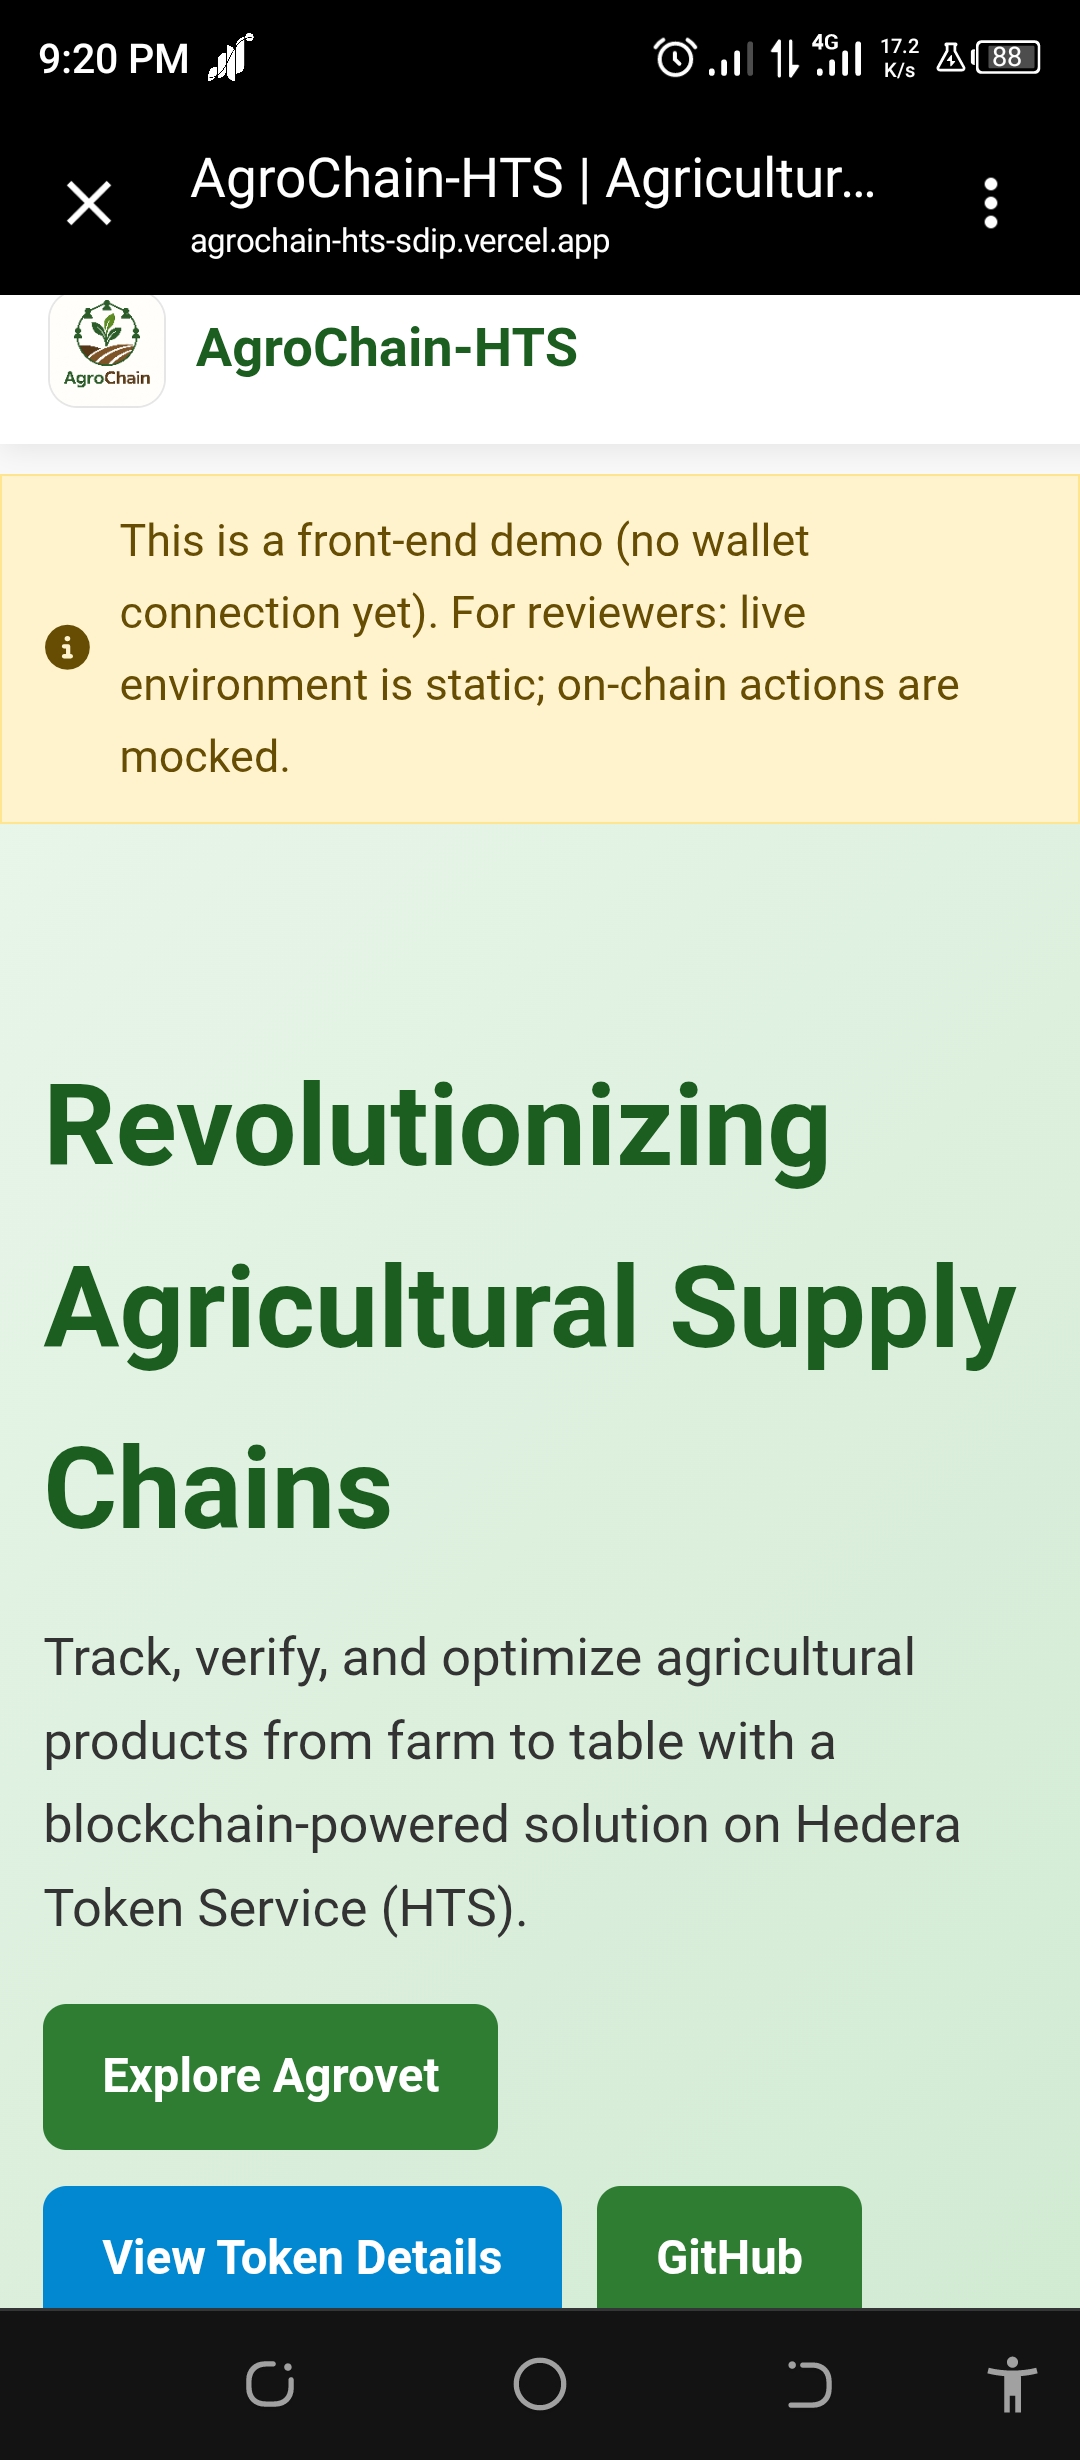 9:20 PM
4G
17.2
K/s
88
AgroChain-HTS | Agricultur...
agrochain-hts-sdip.vercel.app
AgroChain
AgroChain-HTS
This is a front-end demo (no wallet
connection yet). For reviewers: live
environment is static; on-chain actions are
mocked.
Revolutionizing
Agricultural Supply
Chains
Track, verify, and optimize agricultural
products from farm to table with a
blockchain-powered solution on Hedera
Token Service (HTS).
Explore Agrovet
View Token Details
GitHub